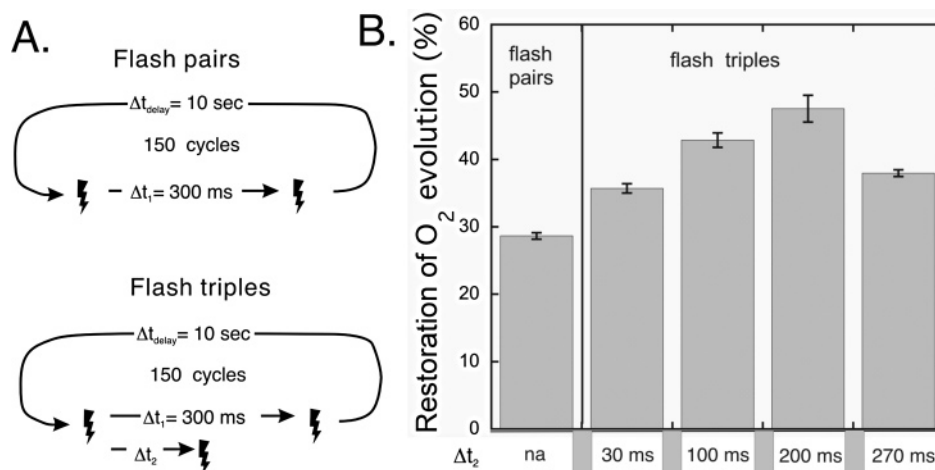 A.
Flash pairs
Δt_delay = 10 sec
150 cycles
Δt₁ = 300 ms
Flash triples
Δt_delay = 10 sec
150 cycles
Δt₁ = 300 ms
Δt₂
B.
Restoration of O₂ evolution (%)
60
50
40
30
20
10
0
flash pairs
flash triples
Δt₂ na 30 ms 100 ms 200 ms 270 ms